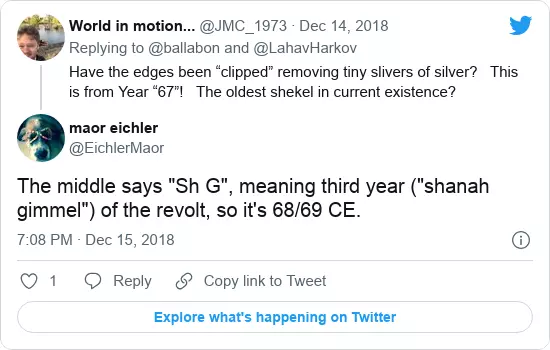 World in motion... @JMC_1973 · Dec 14, 2018
Replying to @ballabon and @LahavHarkov
Have the edges been “clipped” removing tiny slivers of silver? This
is from Year “67”! The oldest shekel in current existence?
maor eichler
@EichlerMaor
The middle says "Sh G", meaning third year ("shanah
gimmel") of the revolt, so it's 68/69 CE.
7:08 PM · Dec 15, 2018
1 Reply Copy link to Tweet
Explore what's happening on Twitter